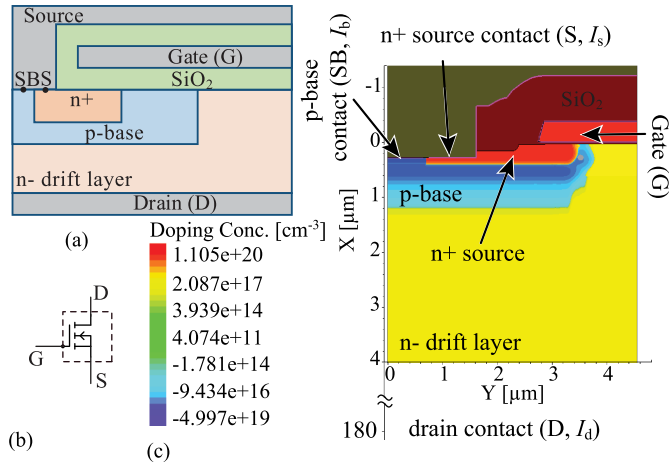 Source
Gate (G)
SiO2
SBS
n+
p-base
n- drift layer
Drain (D)
(a)
D
G
S
(b)
Doping Conc. [cm-3]
1.105e+20
2.087e+17
3.939e+14
4.074e+11
-1.781e+14
-9.434e+16
-4.997e+19
(c)
p-base
contact (SB, Ib)
n+ source contact (S, Is)
SiO2
Gate (G)
p-base
n+ source
n- drift layer
X [μm]
-1
0
1
2
3
4
0
2
4
Y [μm]
180
drain contact (D, Id)